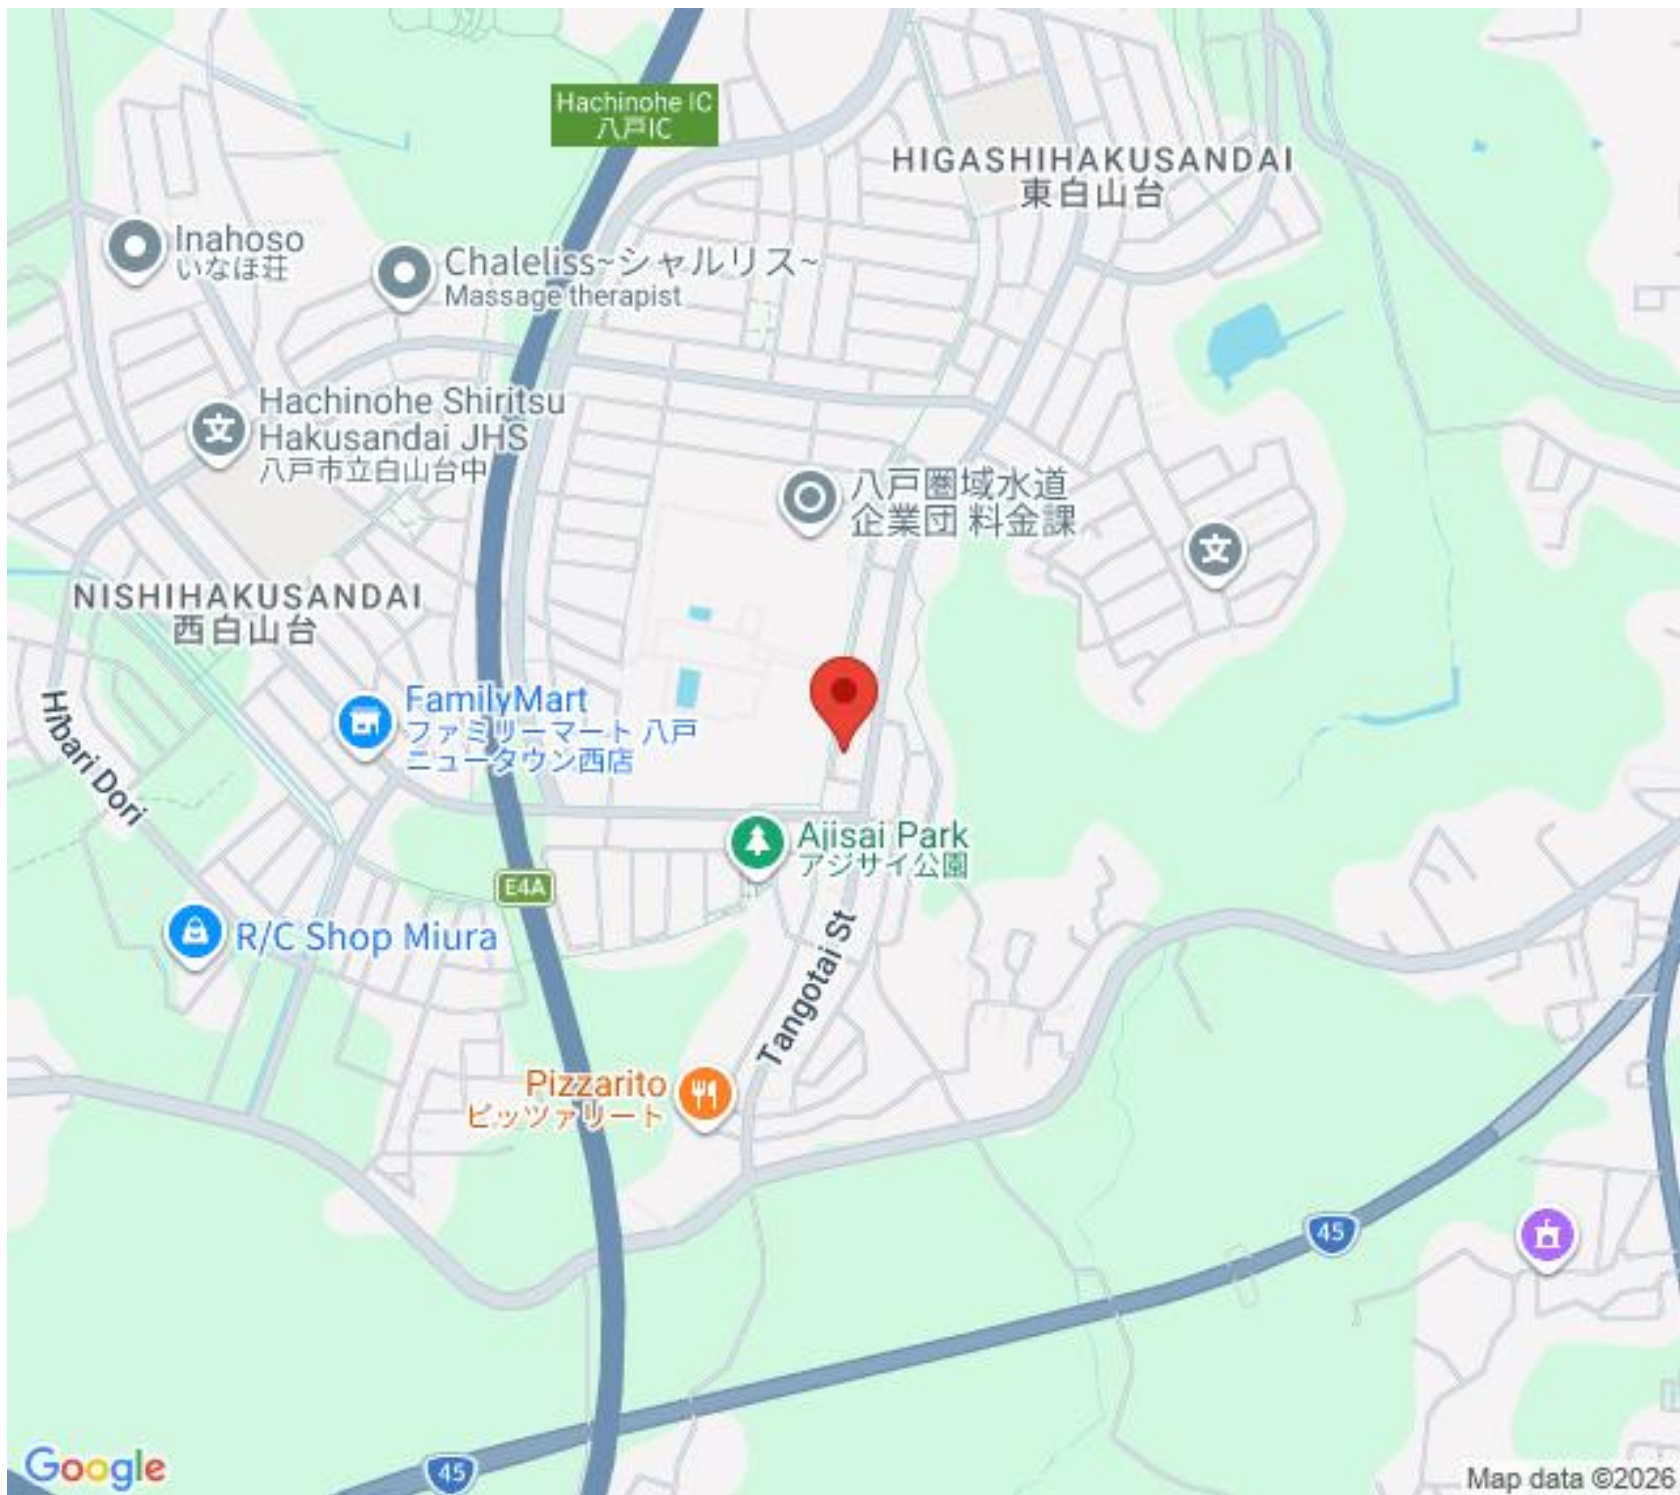 Hachinohe IC
八戸IC
HIGASHIHAKUSANDAI
東白山台
Inahoso
いなほ荘
Chaleliss~シャルリス~
Massage therapist
Hachinohe Shiritsu
Hakusandai JHS
八戸市立白山台中
八戸圏域水道
企業団 料金課
文
文
NISHIHAKUSANDAI
西白山台
Hibari Dori
FamilyMart
ファミリーマート 八戸
ニュータウン西店
Ajisai Park
アジサイ公園
E4A
R/C Shop Miura
Tangotai St
Pizzarito
ピッツァリート
45
45
Google
Map data ©2026